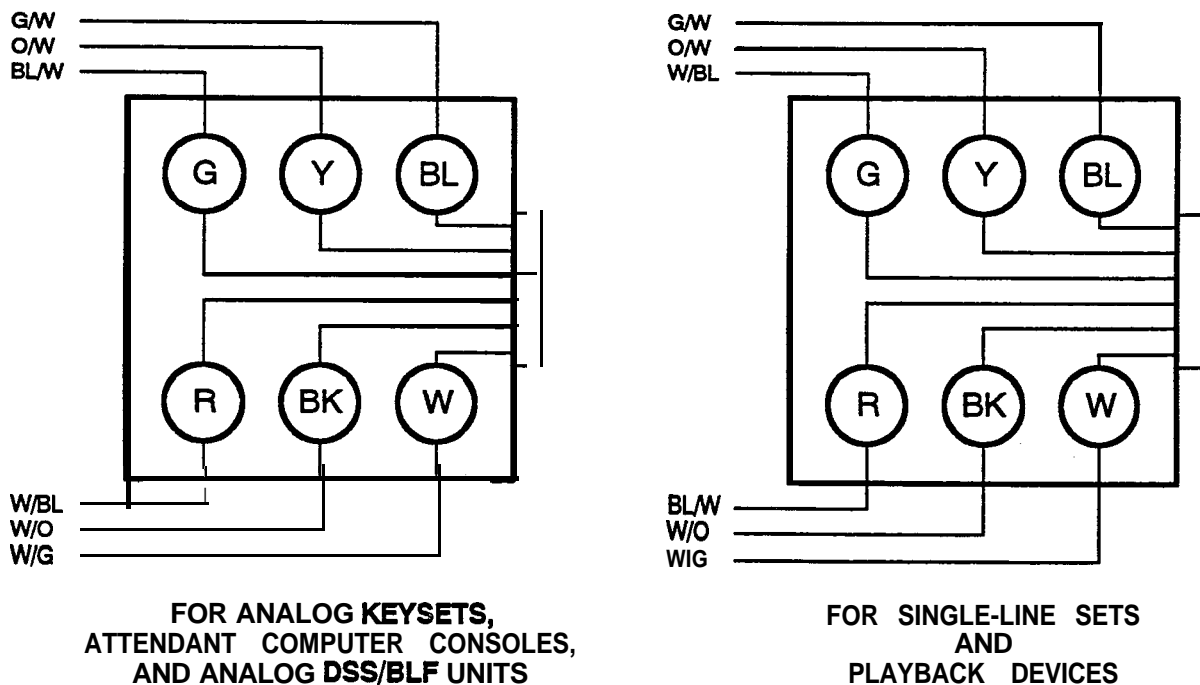 G/W
O/W
BL/W
G Y BL
R BK W
W/BL
W/O
W/G
FOR ANALOG KEYSETS,
ATTENDANT COMPUTER CONSOLES,
AND ANALOG DSS/BLF UNITS
G/W
O/W
W/BL
G Y BL
R BK W
BL/W
W/O
WIG
FOR SINGLE-LINE SETS
AND
PLAYBACK DEVICES